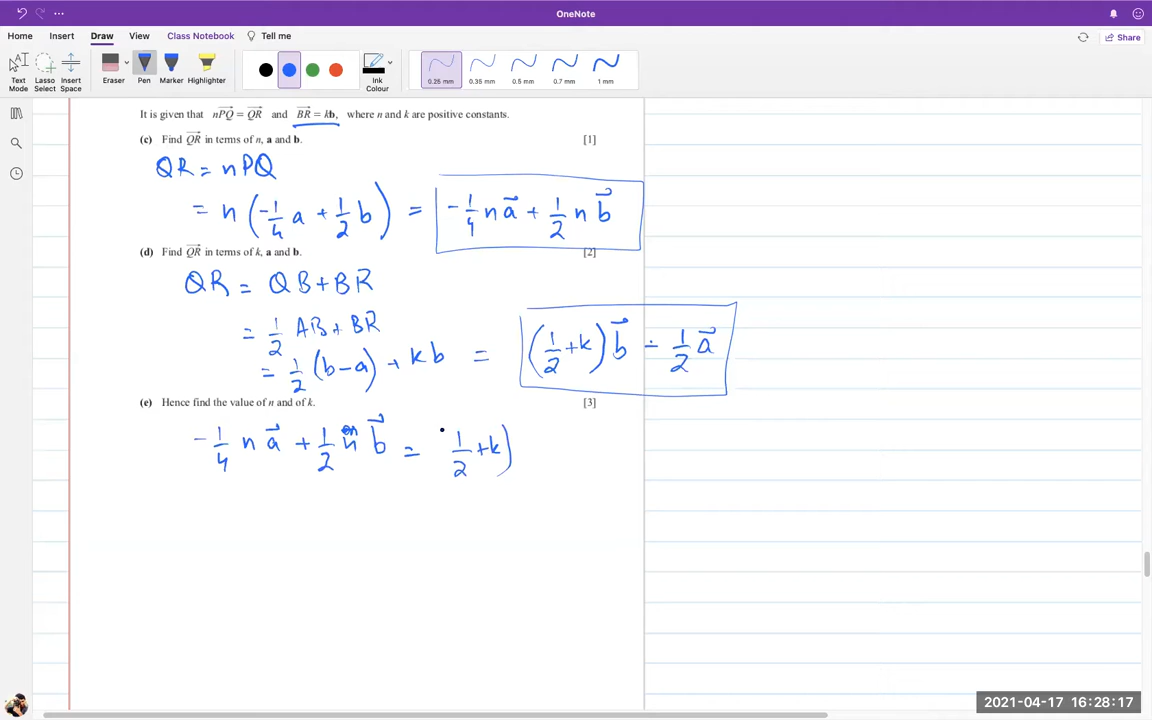 OneNote
Home Insert Draw View Class Notebook Tell me Share
Text Mode Lasso Select Insert Space Eraser Pen Marker Highlighter Ink Colour 0.25 mm 0.35 mm 0.5 mm 0.7 mm 1 mm
It is given that nPQ⃗ = QR⃗ and BR⃗ = kb, where n and k are positive constants.
(c) Find QR⃗ in terms of n, a and b. [1]
QR = nPQ
= n (-1/4 a + 1/2 b) = -1/4 n a⃗ + 1/2 n b⃗
(d) Find QR⃗ in terms of k, a and b. [2]
QR = QB + BR
= 1/2 AB + BR
= 1/2 (b - a) + kb = (1/2 + k) b⃗ - 1/2 a⃗
(e) Hence find the value of n and of k. [3]
-1/4 n a⃗ + 1/2 n b⃗ = 1/2 + k)
2021-04-17 16:28:17